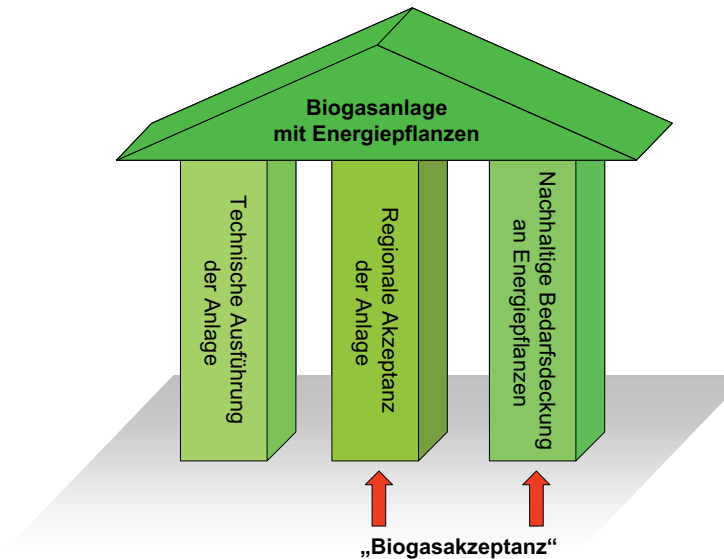 Biogasanlage
mit Energiepflanzen
Technische Ausführung
der Anlage
Regionale Akzeptanz
der Anlage
Nachhaltige Bedarfsdeckung
an Energiepflanzen
„Biogasakzeptanz“